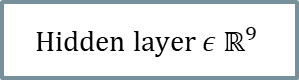 Hidden layer ϵ ℝ⁹